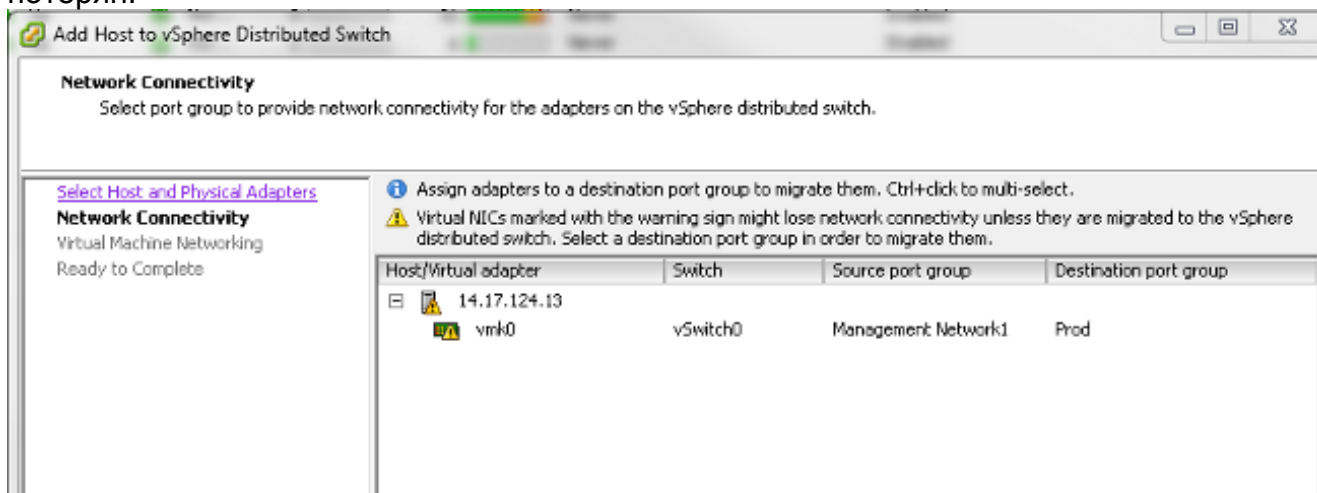 потерян.
Add Host to vSphere Distributed Switch
Network Connectivity
Select port group to provide network connectivity for the adapters on the vSphere distributed switch.
Select Host and Physical Adapters
Network Connectivity
Virtual Machine Networking
Ready to Complete
Assign adapters to a destination port group to migrate them. Ctrl+click to multi-select.
Virtual NICs marked with the warning sign might lose network connectivity unless they are migrated to the vSphere
distributed switch. Select a destination port group in order to migrate them.
Host/Virtual adapter Switch Source port group Destination port group
14.17.124.13
vmk0 vSwitch0 Management Network1 Prod